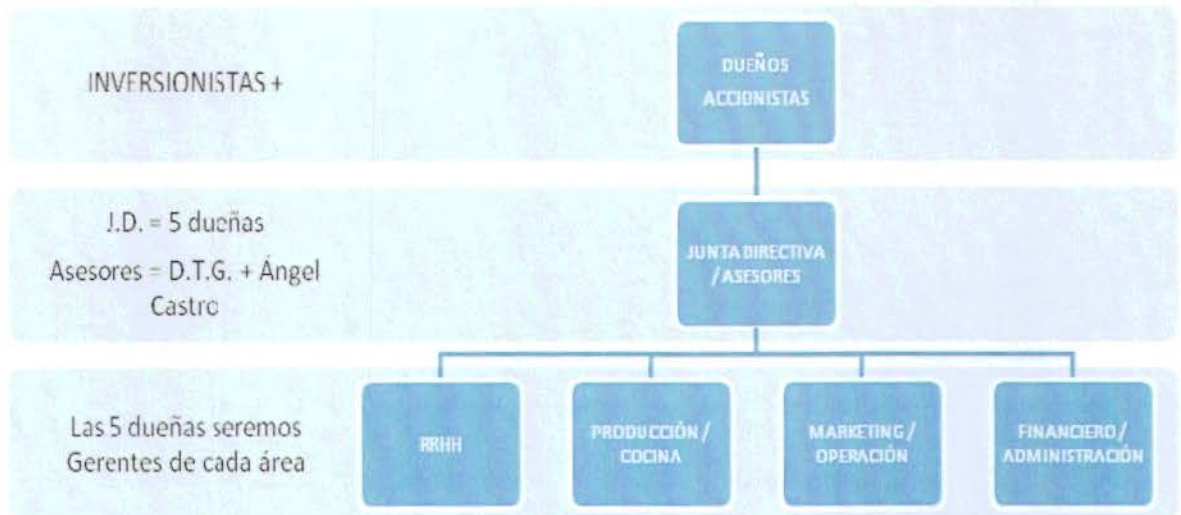 INVERSIONISTAS +
DUEÑOS
ACCIONISTAS
J.D. = 5 dueñas
Asesores = D.T.G. + Ángel
Castro
JUNTA DIRECTIVA
/ ASESORES
Las 5 dueñas seremos
Gerentes de cada área
RRHH
PRODUCCIÓN /
COCINA
MARKETING /
OPERACIÓN
FINANCIERO /
ADMINISTRACIÓN